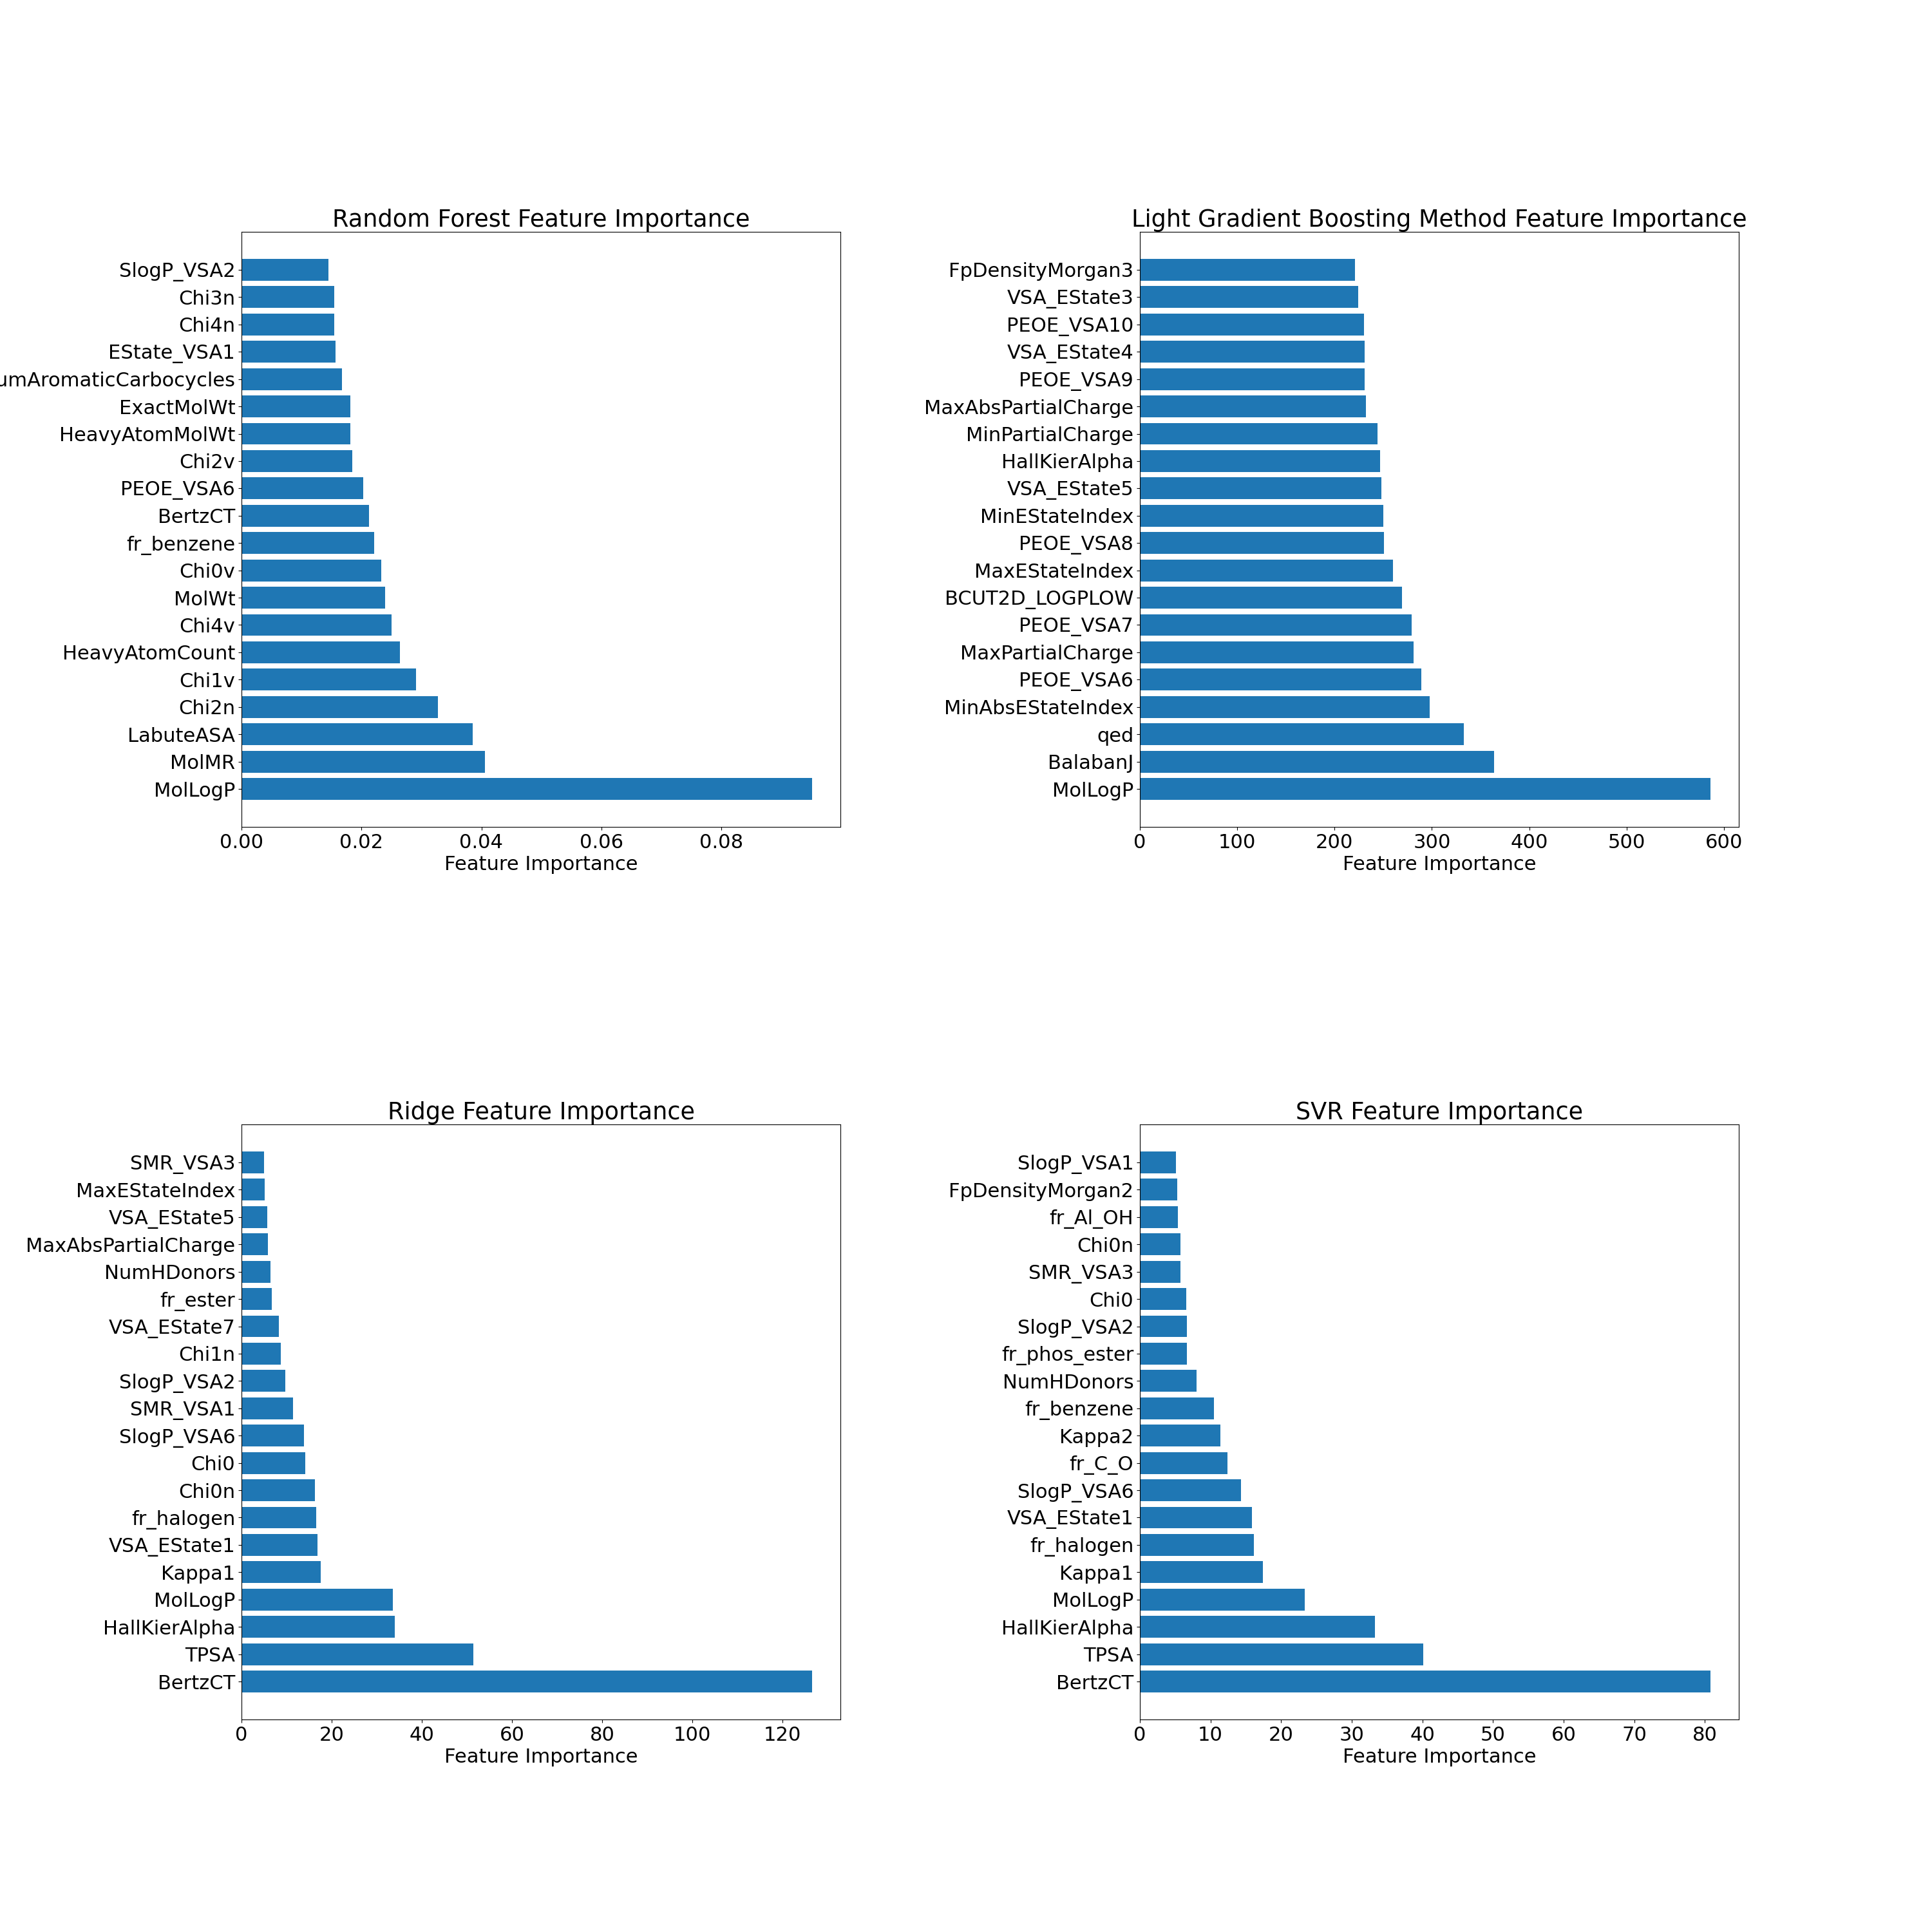 Random Forest Feature Importance
SlogP_VSA2
Chi3n
Chi4n
EState_VSA1
umAromaticCarbocycles
ExactMolWt
HeavyAtomMolWt
Chi2v
PEOE_VSA6
BertzCT
fr_benzene
Chi0v
MolWt
Chi4v
HeavyAtomCount
Chi1v
Chi2n
LabuteASA
MolMR
MolLogP
0.00 0.02 0.04 0.06 0.08
Feature Importance
Light Gradient Boosting Method Feature Importance
FpDensityMorgan3
VSA_EState3
PEOE_VSA10
VSA_EState4
PEOE_VSA9
MaxAbsPartialCharge
MinPartialCharge
HallKierAlpha
VSA_EState5
MinEStateIndex
PEOE_VSA8
MaxEStateIndex
BCUT2D_LOGPLOW
PEOE_VSA7
MaxPartialCharge
PEOE_VSA6
MinAbsEStateIndex
qed
BalabanJ
MolLogP
0 100 200 300 400 500 600
Feature Importance
Ridge Feature Importance
SMR_VSA3
MaxEStateIndex
VSA_EState5
MaxAbsPartialCharge
NumHDonors
fr_ester
VSA_EState7
Chi1n
SlogP_VSA2
SMR_VSA1
SlogP_VSA6
Chi0
Chi0n
fr_halogen
VSA_EState1
Kappa1
MolLogP
HallKierAlpha
TPSA
BertzCT
0 20 40 60 80 100 120
Feature Importance
SVR Feature Importance
SlogP_VSA1
FpDensityMorgan2
fr_Al_OH
Chi0n
SMR_VSA3
Chi0
SlogP_VSA2
fr_phos_ester
NumHDonors
fr_benzene
Kappa2
fr_C_O
SlogP_VSA6
VSA_EState1
fr_halogen
Kappa1
MolLogP
HallKierAlpha
TPSA
BertzCT
0 10 20 30 40 50 60 70 80
Feature Importance